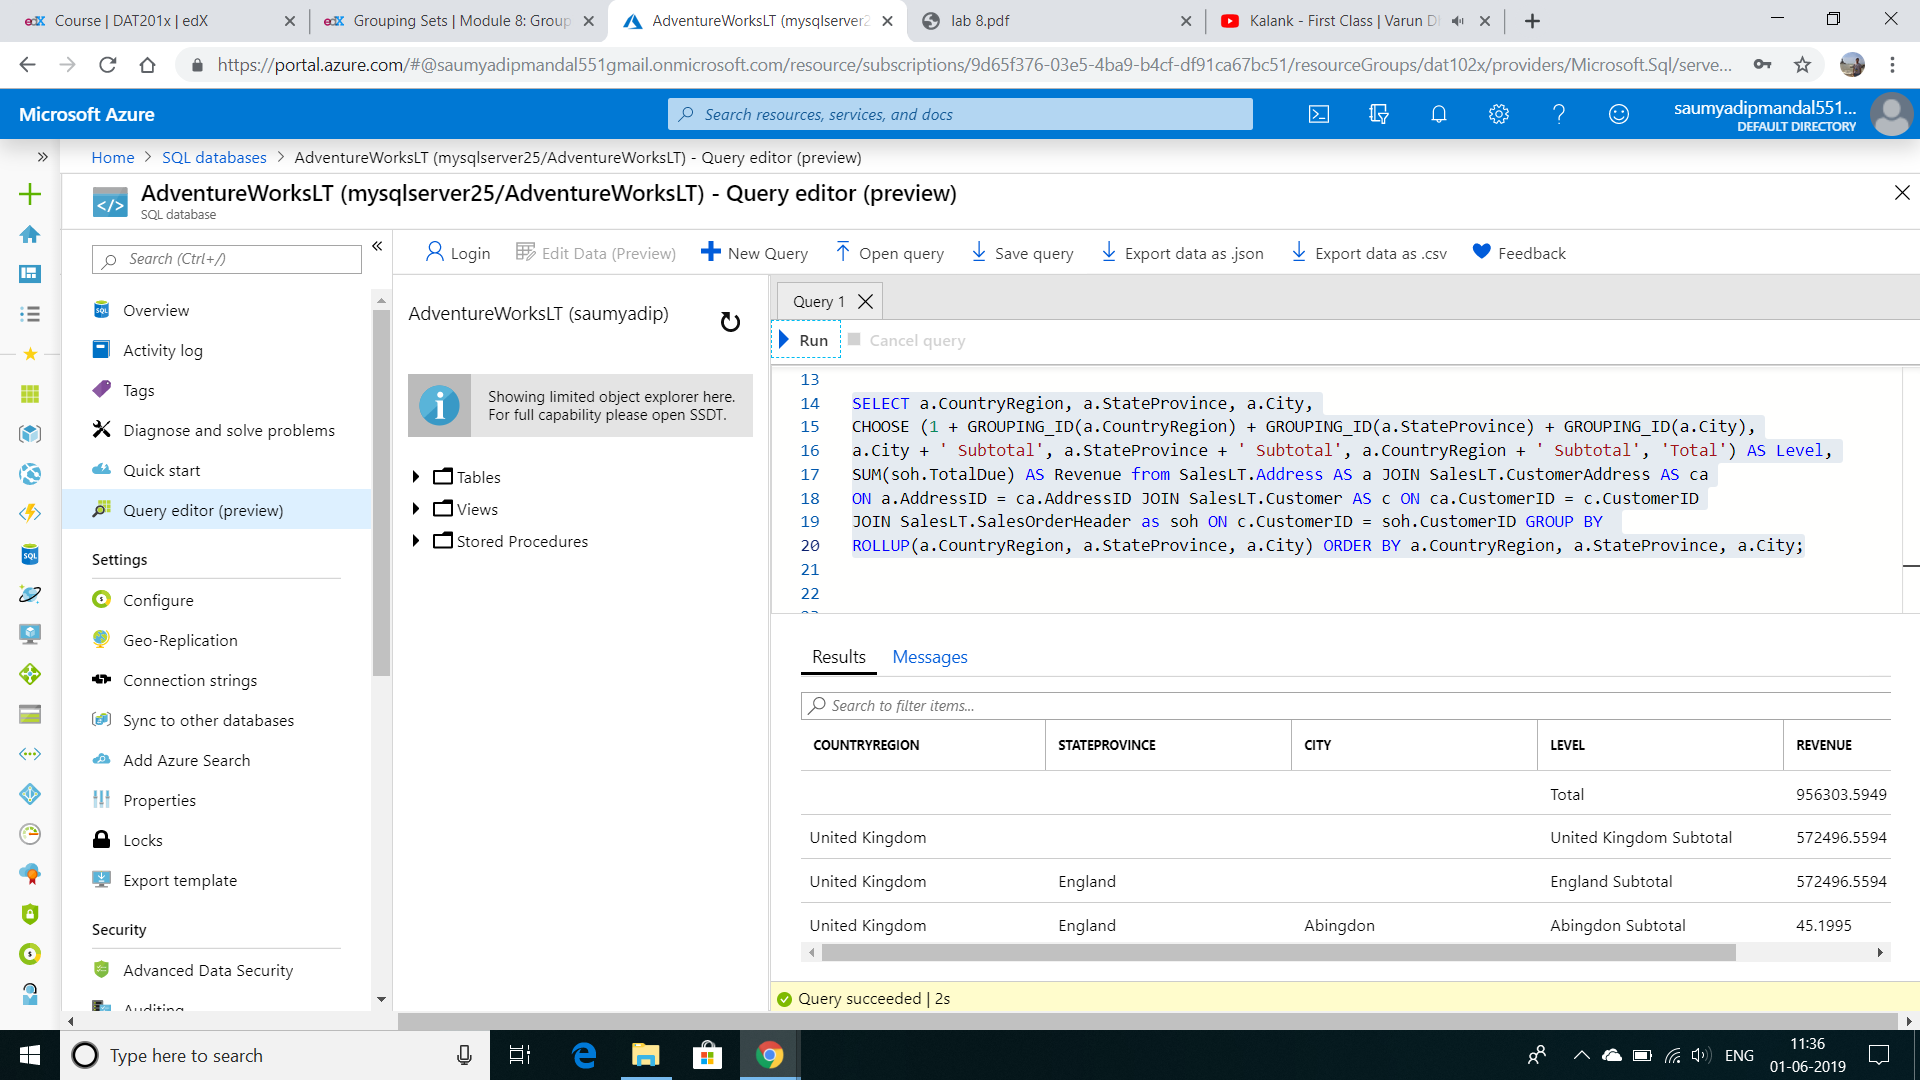 Course | DAT201x | edX
Grouping Sets | Module 8: Group
AdventureWorksLT (mysqlserver2
lab 8.pdf
Kalank - First Class | Varun D
https://portal.azure.com/#@saumyadipmandal551gmail.onmicrosoft.com/resource/subscriptions/9d65f376-03e5-4ba9-b4cf-df91ca67bc51/resourceGroups/dat102x/providers/Microsoft.Sql/serve...
Microsoft Azure
Search resources, services, and docs
saumyadipmandal551...
DEFAULT DIRECTORY
Home > SQL databases > AdventureWorksLT (mysqlserver25/AdventureWorksLT) - Query editor (preview)
AdventureWorksLT (mysqlserver25/AdventureWorksLT) - Query editor (preview)
SQL database
Search (Ctrl+/)
Overview
Activity log
Tags
Diagnose and solve problems
Quick start
Query editor (preview)
Settings
Configure
Geo-Replication
Connection strings
Sync to other databases
Add Azure Search
Properties
Locks
Export template
Security
Advanced Data Security
Auditing
Login
Edit Data (Preview)
New Query
Open query
Save query
Export data as .json
Export data as .csv
Feedback
AdventureWorksLT (saumyadip)
Showing limited object explorer here.
For full capability please open SSDT.
Tables
Views
Stored Procedures
Query 1
Run
Cancel query
13
14 SELECT a.CountryRegion, a.StateProvince, a.City,
15 CHOOSE (1 + GROUPING_ID(a.CountryRegion) + GROUPING_ID(a.StateProvince) + GROUPING_ID(a.City),
16 a.City + ' Subtotal', a.StateProvince + ' Subtotal', a.CountryRegion + ' Subtotal', 'Total') AS Level,
17 SUM(soh.TotalDue) AS Revenue from SalesLT.Address AS a JOIN SalesLT.CustomerAddress AS ca
18 ON a.AddressID = ca.AddressID JOIN SalesLT.Customer AS c ON ca.CustomerID = c.CustomerID
19 JOIN SalesLT.SalesOrderHeader as soh ON c.CustomerID = soh.CustomerID GROUP BY
20 ROLLUP(a.CountryRegion, a.StateProvince, a.City) ORDER BY a.CountryRegion, a.StateProvince, a.City;
21
22
Results
Messages
Search to filter items...
COUNTRYREGION STATEPROVINCE CITY LEVEL REVENUE
Total 956303.5949
United Kingdom United Kingdom Subtotal 572496.5594
United Kingdom England England Subtotal 572496.5594
United Kingdom England Abingdon Abingdon Subtotal 45.1995
Query succeeded | 2s
Type here to search
ENG
11:36
01-06-2019